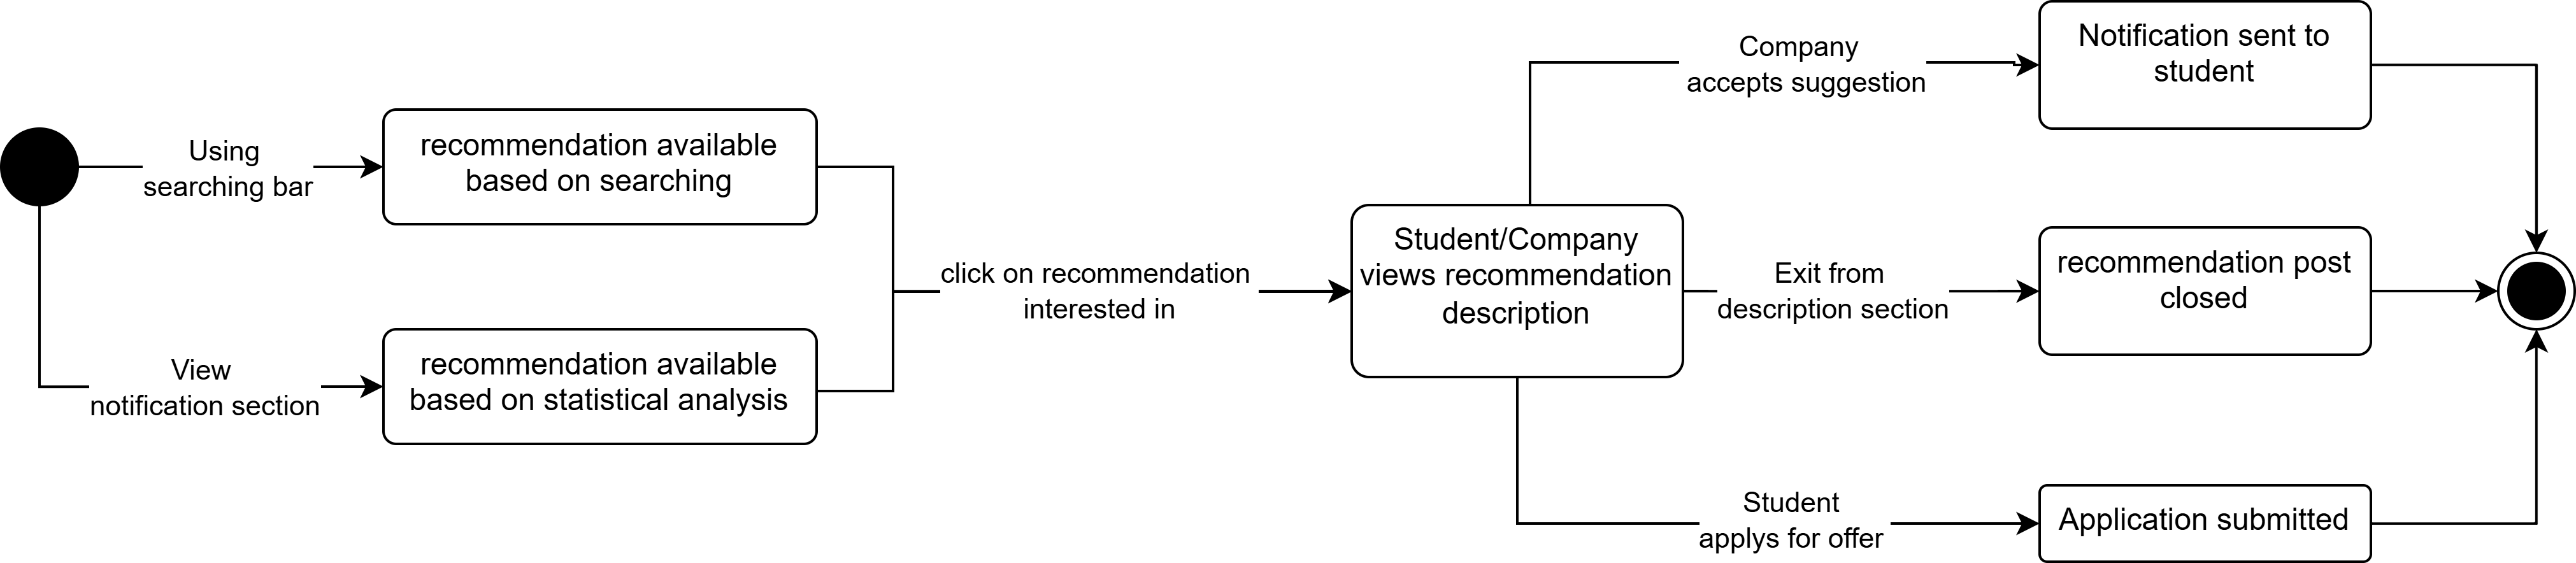 Using
searching bar
recommendation available
based on searching
View
notification section
recommendation available
based on statistical analysis
click on recommendation
interested in
Student/Company
views recommendation
description
Company
accepts suggestion
Notification sent to
student
Exit from
description section
recommendation post
closed
Student
applys for offer
Application submitted